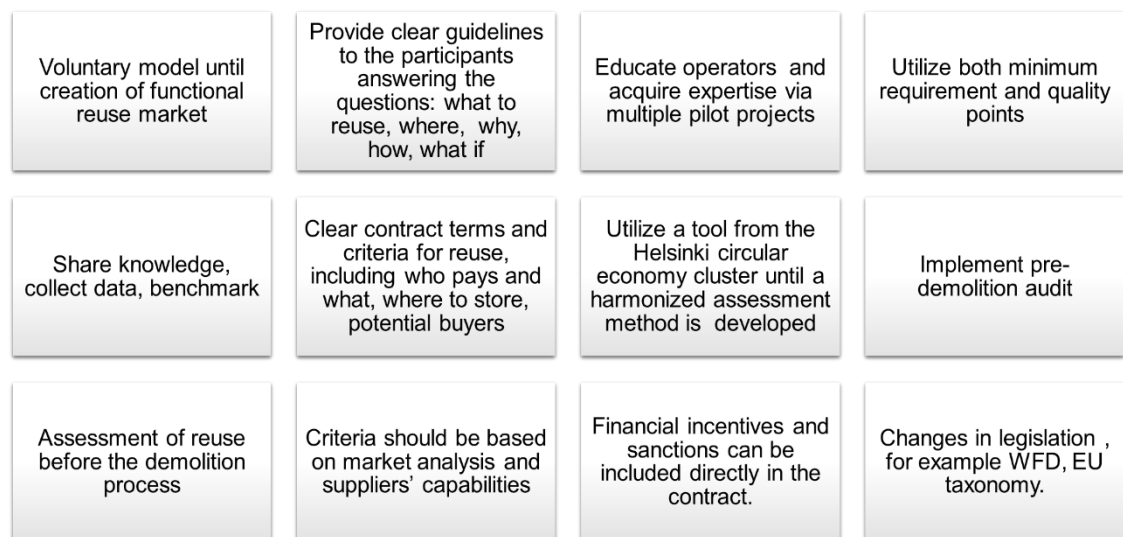 Voluntary model until
creation of functional
reuse market
Provide clear guidelines
to the participants
answering the
questions: what to
reuse, where, why,
how, what if
Educate operators and
acquire expertise via
multiple pilot projects
Utilize both minimum
requirement and quality
points
Share knowledge,
collect data, benchmark
Clear contract terms and
criteria for reuse,
including who pays and
what, where to store,
potential buyers
Utilize a tool from the
Helsinki circular
economy cluster until a
harmonized assessment
method is developed
Implement pre-
demolition audit
Assessment of reuse
before the demolition
process
Criteria should be based
on market analysis and
suppliers’ capabilities
Financial incentives and
sanctions can be
included directly in the
contract.
Changes in legislation ,
for example WFD, EU
taxonomy.